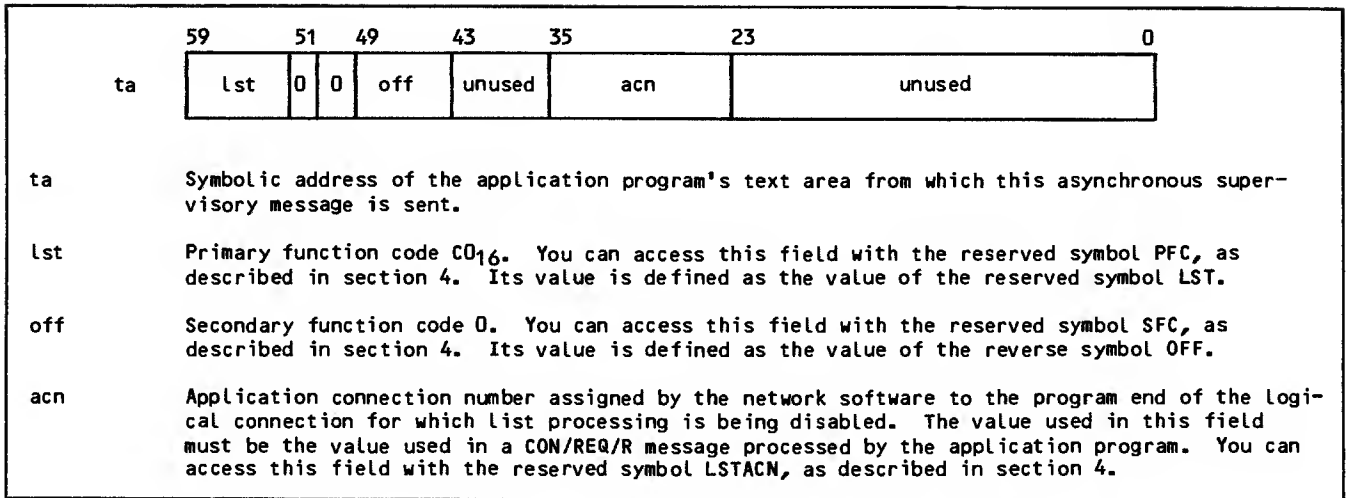 59 51 49 43 35 23 0
ta lst 0 0 off unused acn unused
ta Symbolic address of the application program's text area from which this asynchronous super-
visory message is sent.
lst Primary function code C0₁₆. You can access this field with the reserved symbol PFC, as
described in section 4. Its value is defined as the value of the reserved symbol LST.
off Secondary function code 0. You can access this field with the reserved symbol SFC, as
described in section 4. Its value is defined as the value of the reverse symbol OFF.
acn Application connection number assigned by the network software to the program end of the logi-
cal connection for which list processing is being disabled. The value used in this field
must be the value used in a CON/REQ/R message processed by the application program. You can
access this field with the reserved symbol LSTACN, as described in section 4.